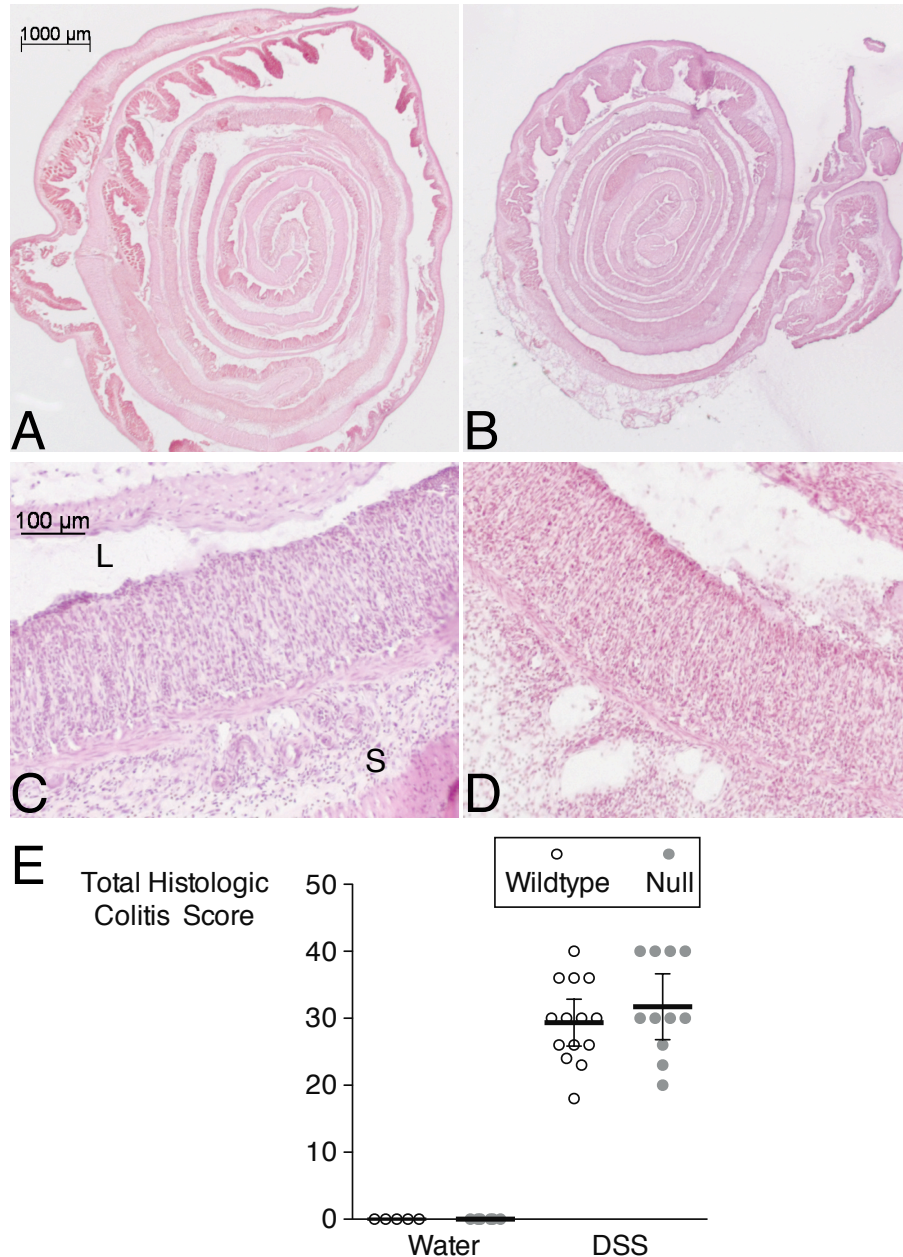 1000 µm
A
B
100 µm
L
S
C
D
E
Total Histologic
Colitis Score
Wildtype Null
50
40
30
20
10
0
Water DSS